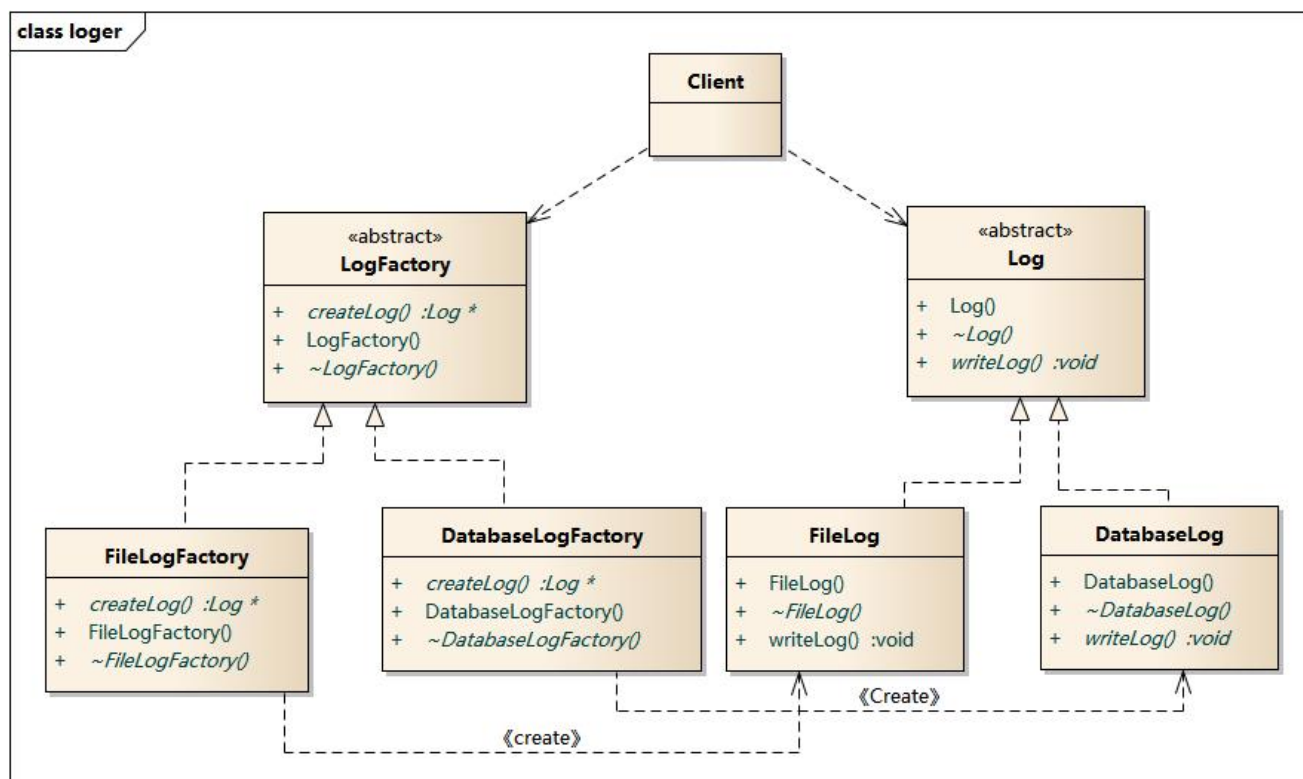 class loger
Client
«abstract»
LogFactory
+ createLog() :Log *
+ LogFactory()
+ ~LogFactory()
«abstract»
Log
+ Log()
+ ~Log()
+ writeLog() :void
FileLogFactory
+ createLog() :Log *
+ FileLogFactory()
+ ~FileLogFactory()
DatabaseLogFactory
+ createLog() :Log *
+ DatabaseLogFactory()
+ ~DatabaseLogFactory()
FileLog
+ FileLog()
+ ~FileLog()
+ writeLog() :void
DatabaseLog
+ DatabaseLog()
+ ~DatabaseLog()
+ writeLog() :void
《Create》
《create》